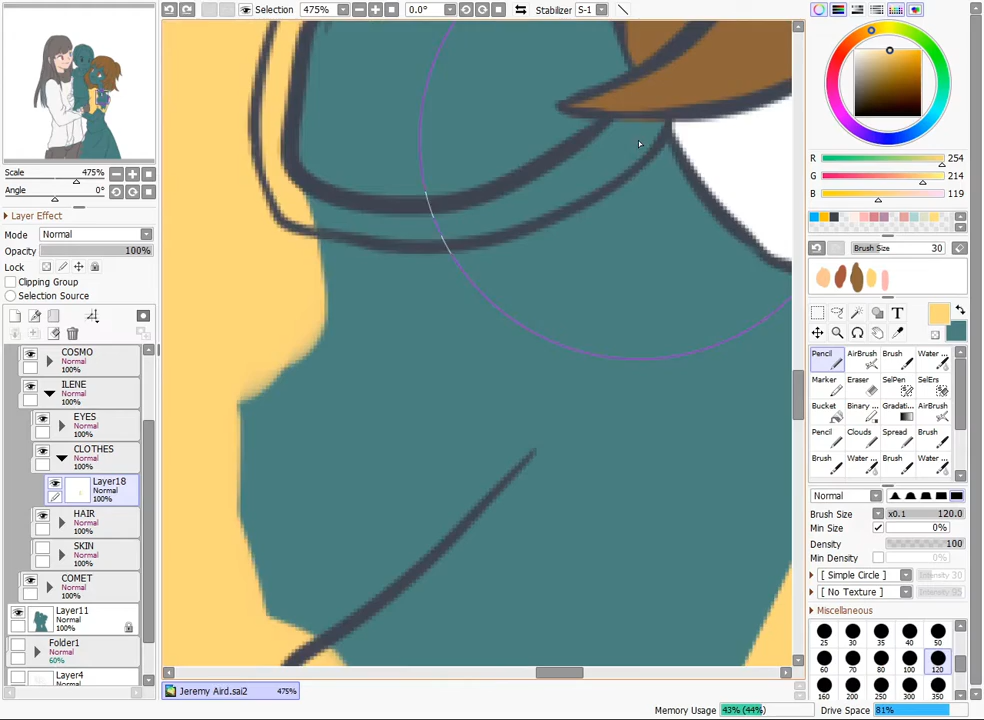 475%
0.0°
Stabilizer
S-1
Scale
475%
Angle
0°
Layer Effect
Mode
Normal
Opacity
100%
Lock
Clipping Group
Selection Source
COSMO
Normal
100%
ILENE
Normal
100%
EYES
Normal
100%
CLOTHES
Normal
100%
Layer18
Normal
100%
HAIR
Normal
100%
SKIN
Normal
100%
COMET
Normal
100%
Layer11
Normal
100%
Folder1
Normal
60%
Layer4
Normal
Jeremy Aird.sai2
475%
R
254
G
214
B
119
Brush Size
30
T
Pencil
AirBrush
Brush
Water ...
Marker
Eraser
SelPen
SelErs
Bucket
Binary ...
Gradati...
AirBrush
Pencil
Clouds
Spread
Brush
Brush
Water ...
Brush
Water ...
Normal
Brush Size
x0.1
120.0
Min Size
0%
Density
100
Min Density
0%
[ Simple Circle ]
Intensity 30
[ No Texture ]
Intensity 95
Miscellaneous
25
30
35
40
50
60
70
80
100
120
160
200
250
300
350
Memory Usage
43% (44%)
Drive Space
81%